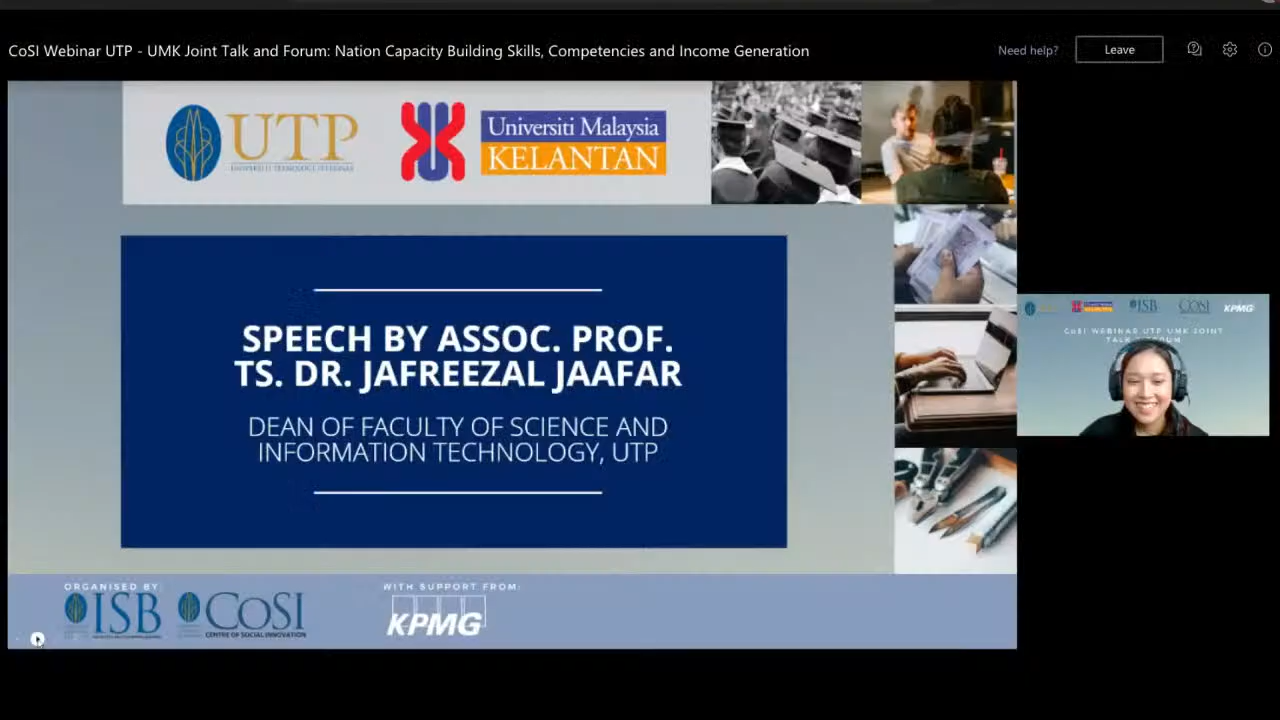 CoSI Webinar UTP - UMK Joint Talk and Forum: Nation Capacity Building Skills, Competencies and Income Generation
Need help?
Leave
UTP
UNIVERSITI TEKNOLOGI PETRONAS
Universiti Malaysia
KELANTAN
SPEECH BY ASSOC. PROF.
TS. DR. JAFREEZAL JAAFAR
DEAN OF FACULTY OF SCIENCE AND
INFORMATION TECHNOLOGY, UTP
ISB
CoSI
KPMG
CoSI WEBINAR UTP UMK JOINT
ORGANISED BY:
ISB
CoSI
CENTRE OF SOCIAL INNOVATION
WITH SUPPORT FROM:
KPMG